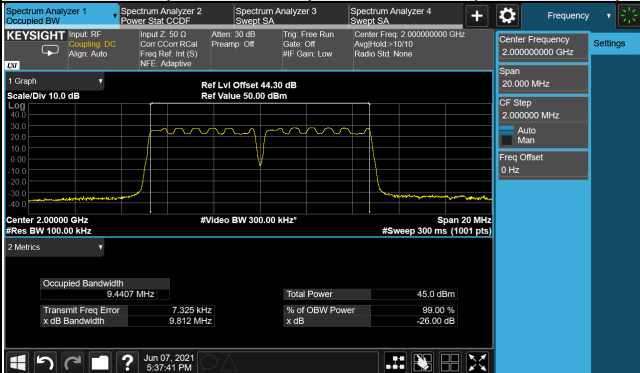 Spectrum Analyzer 1
Occupied BW
Spectrum Analyzer 2
Power Stat CCDF
Spectrum Analyzer 3
Swept SA
Spectrum Analyzer 4
Swept SA
+
Frequency
KEYSIGHT
LXI
Input: RF
Coupling: DC
Align: Auto
Input Z: 50 Ω
Corr CCorr RCal
Freq Ref: Int (S)
NFE: Adaptive
Atten: 30 dB
Preamp: Off
Trig: Free Run
Gate: Off
#IF Gain: Low
Center Freq: 2.000000000 GHz
Avg|Hold:>10/10
Radio Std: None
Center Frequency
2.000000000 GHz
Settings
Span
20.000 MHz
CF Step
2.000000 MHz
Auto
Man
Freq Offset
0 Hz
1 Graph
Scale/Div 10.0 dB
Ref Lvl Offset 44.30 dB
Ref Value 50.00 dBm
Log
40.0
30.0
20.0
10.0
0.00
-10.0
-20.0
-30.0
-40.0
Center 2.00000 GHz
#Res BW 100.00 kHz
#Video BW 300.00 kHz*
Span 20 MHz
#Sweep 300 ms (1001 pts)
2 Metrics
Occupied Bandwidth
9.4407 MHz
Total Power
45.0 dBm
Transmit Freq Error
7.325 kHz
% of OBW Power
99.00 %
x dB Bandwidth
9.812 MHz
x dB
-26.00 dB
?
Jun 07, 2021
5:37:41 PM